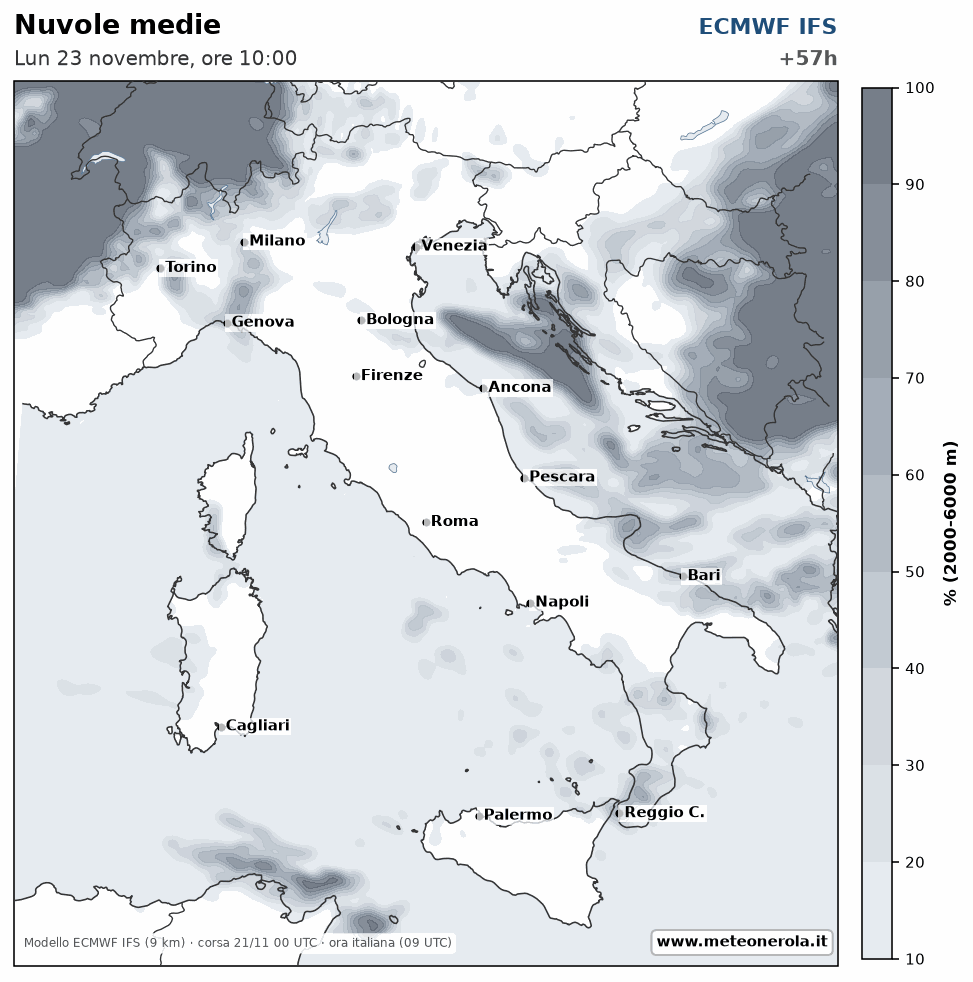 Nuvole medie
ECMWF IFS
Lun 23 novembre, ore 10:00
+57h
100
90
80
70
60
50
40
30
20
10
% (2000-6000 m)
Milano
Venezia
Torino
Genova
Bologna
Firenze
Ancona
Pescara
Roma
Bari
Napoli
Cagliari
Palermo
Reggio C.
Modello ECMWF IFS (9 km) · corsa 21/11 00 UTC · ora italiana (09 UTC)
www.meteonerola.it